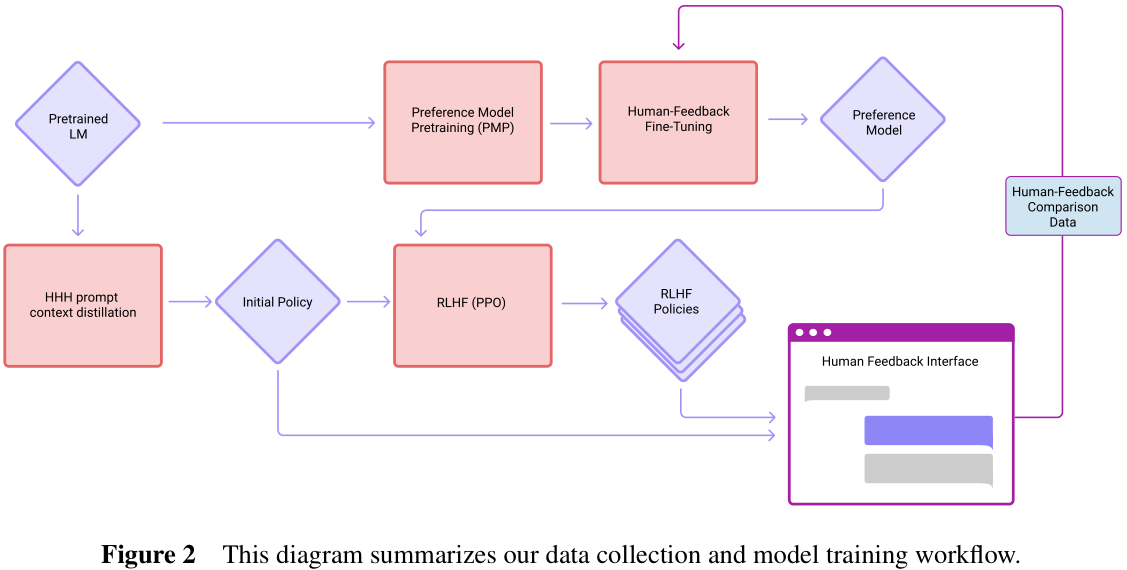 Pretrained
LM
Preference Model
Pretraining (PMP)
Human-Feedback
Fine-Tuning
Preference
Model
Human-Feedback
Comparison
Data
HHH prompt
context distillation
Initial Policy
RLHF (PPO)
RLHF
Policies
Human Feedback Interface
Figure 2 This diagram summarizes our data collection and model training workflow.